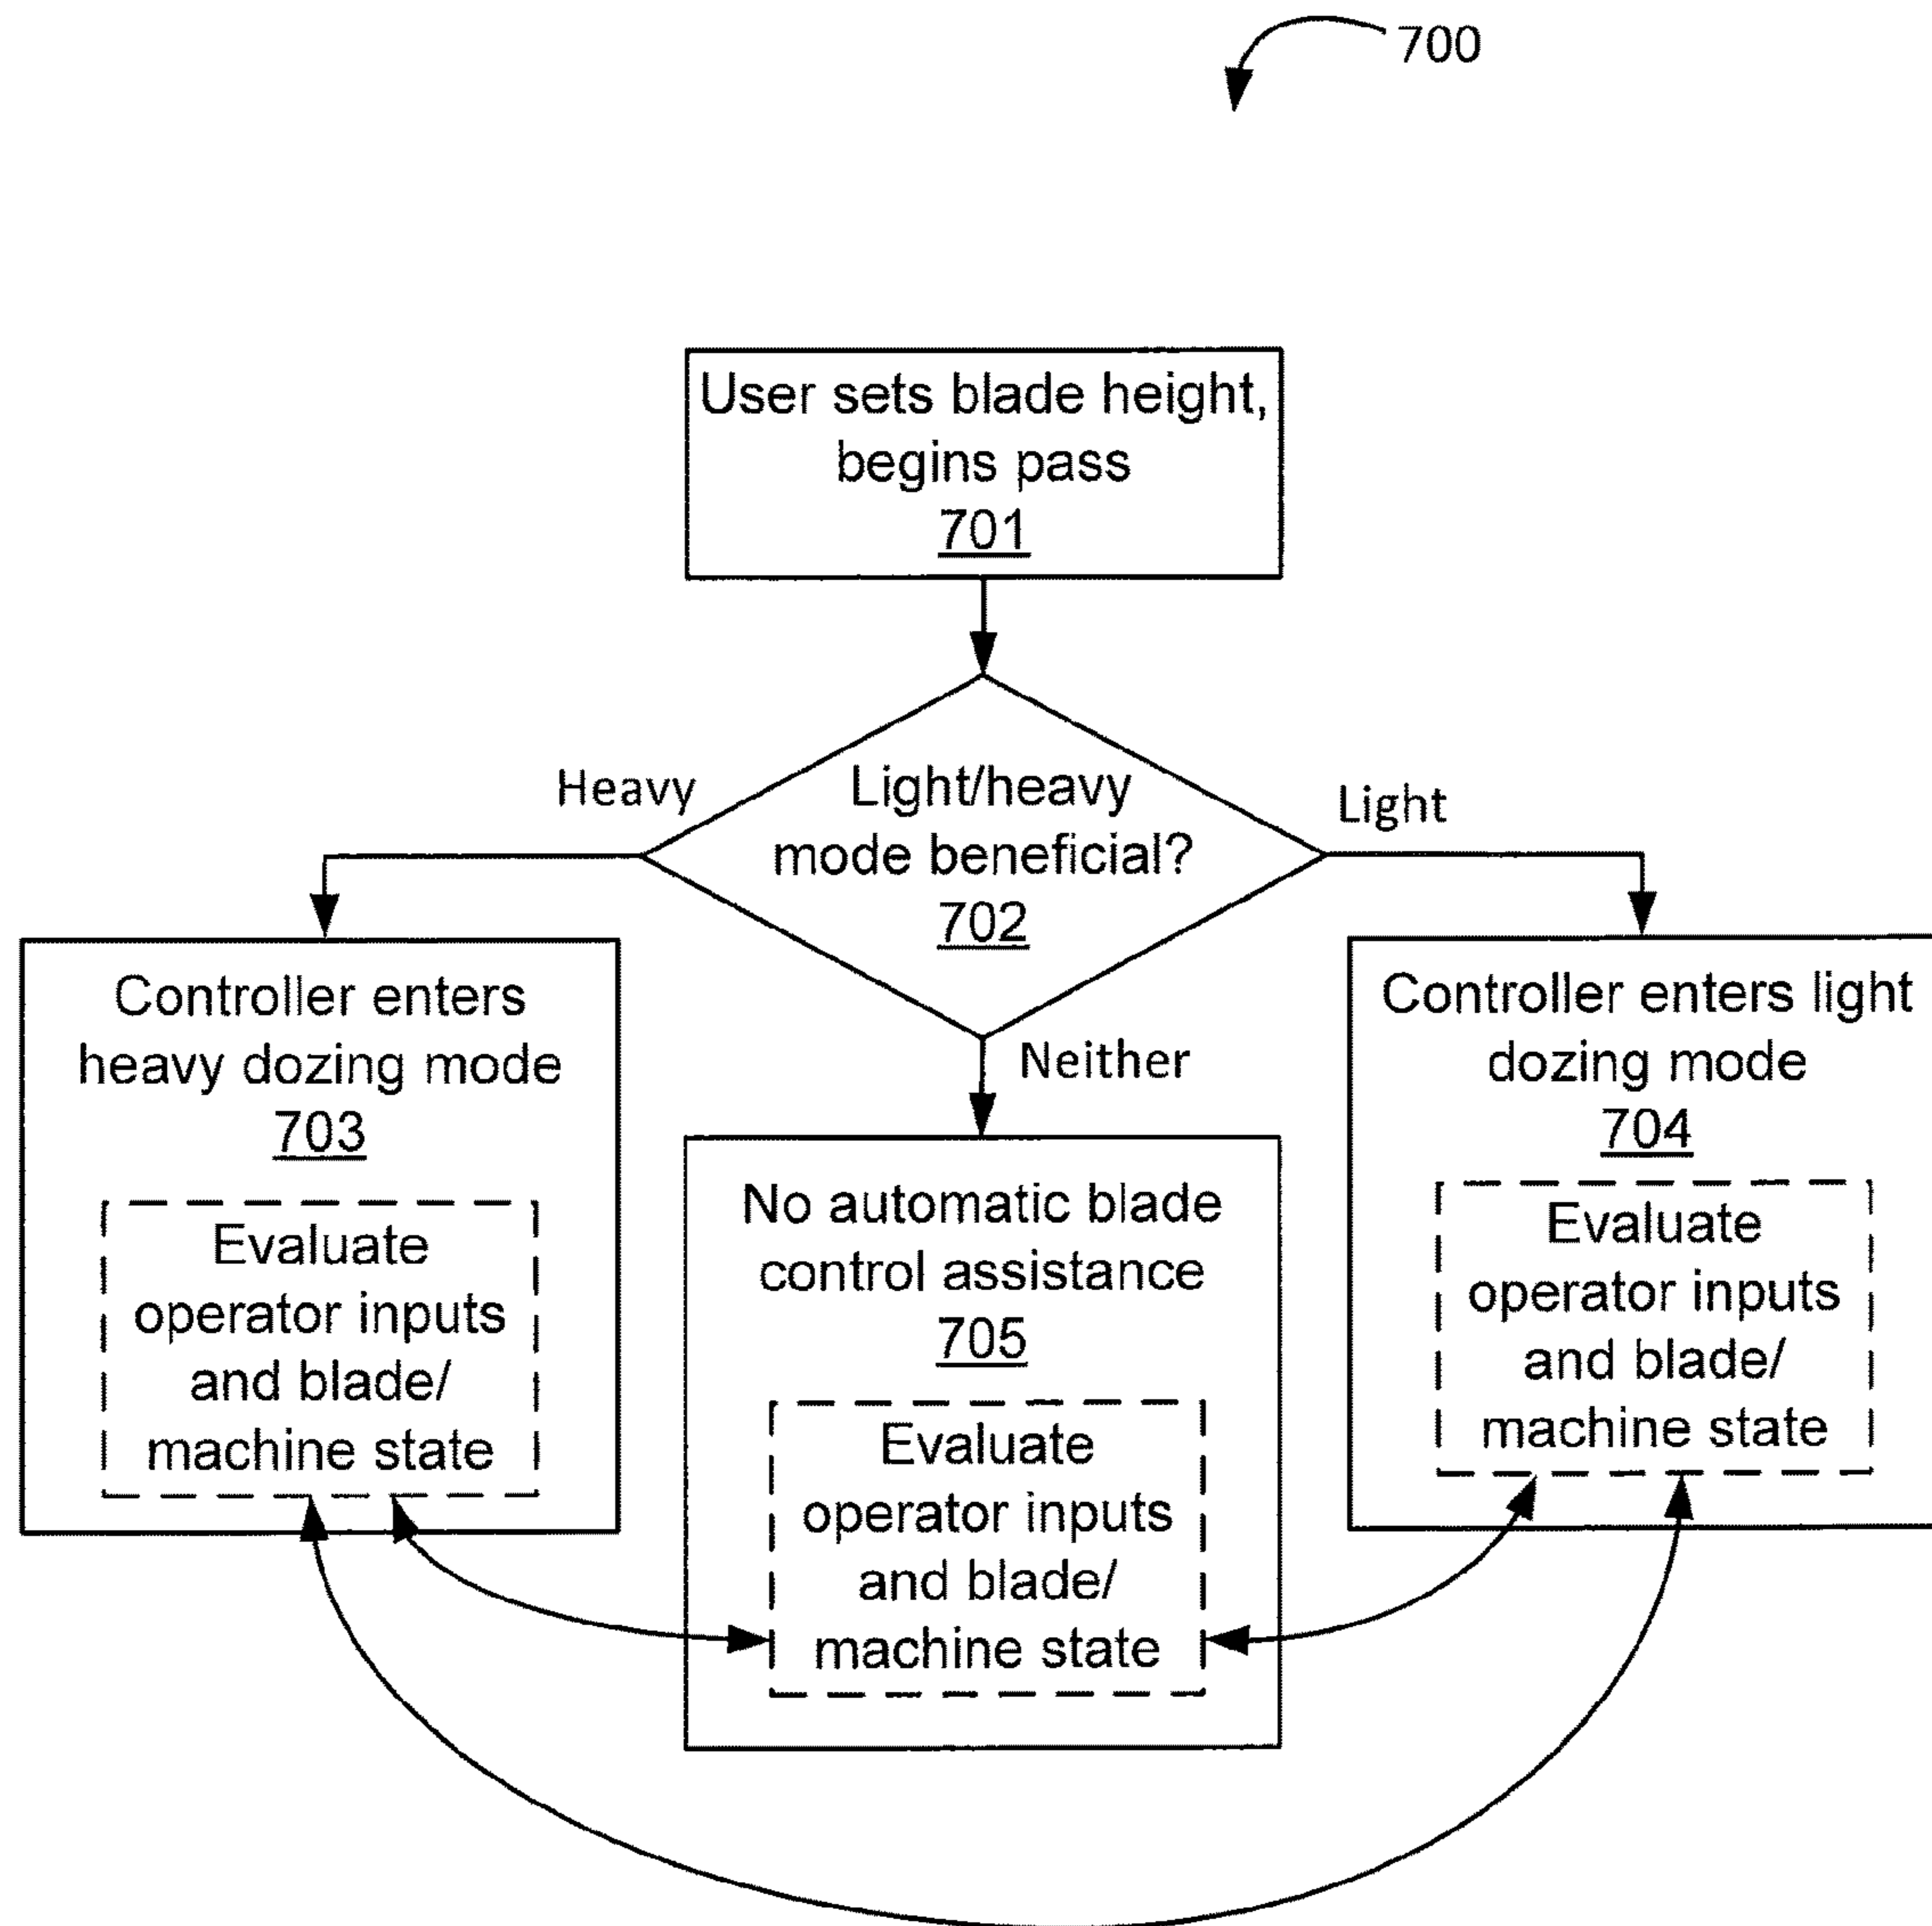 700
User sets blade height,
begins pass
701
Light/heavy
mode beneficial?
702
Heavy
Light
Neither
Controller enters
heavy dozing mode
703
Evaluate
operator inputs
and blade/
machine state
No automatic blade
control assistance
705
Evaluate
operator inputs
and blade/
machine state
Controller enters light
dozing mode
704
Evaluate
operator inputs
and blade/
machine state